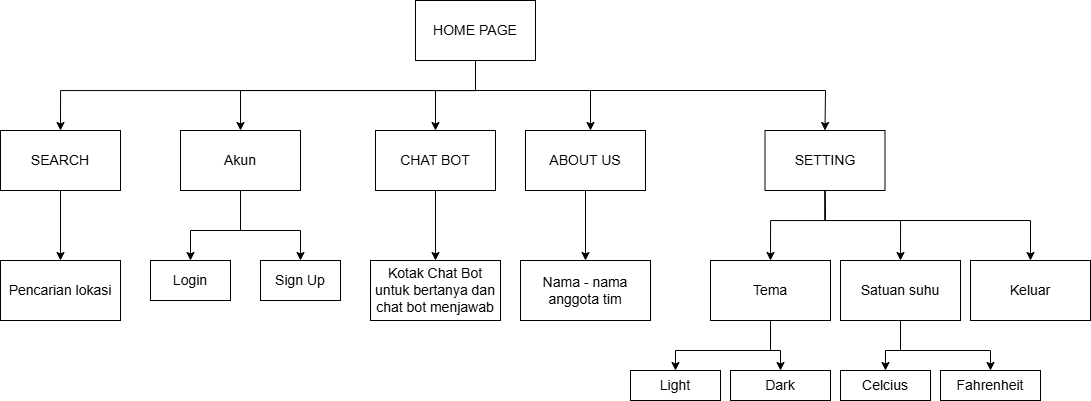 HOME PAGE
SEARCH
Akun
CHAT BOT
ABOUT US
SETTING
Pencarian lokasi
Login
Sign Up
Kotak Chat Bot
untuk bertanya dan
chat bot menjawab
Nama - nama
anggota tim
Tema
Satuan suhu
Keluar
Light
Dark
Celcius
Fahrenheit